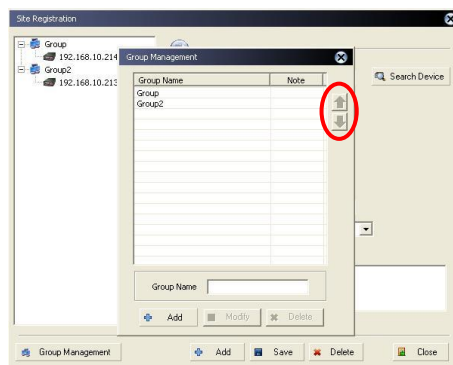 Site Registration
Group
192.168.10.214
Group2
192.168.10.213
Search Device
Group Management
Group Name Note
Group
Group2
Group Name
Add Modify Delete
Group Management Add Save Delete Close